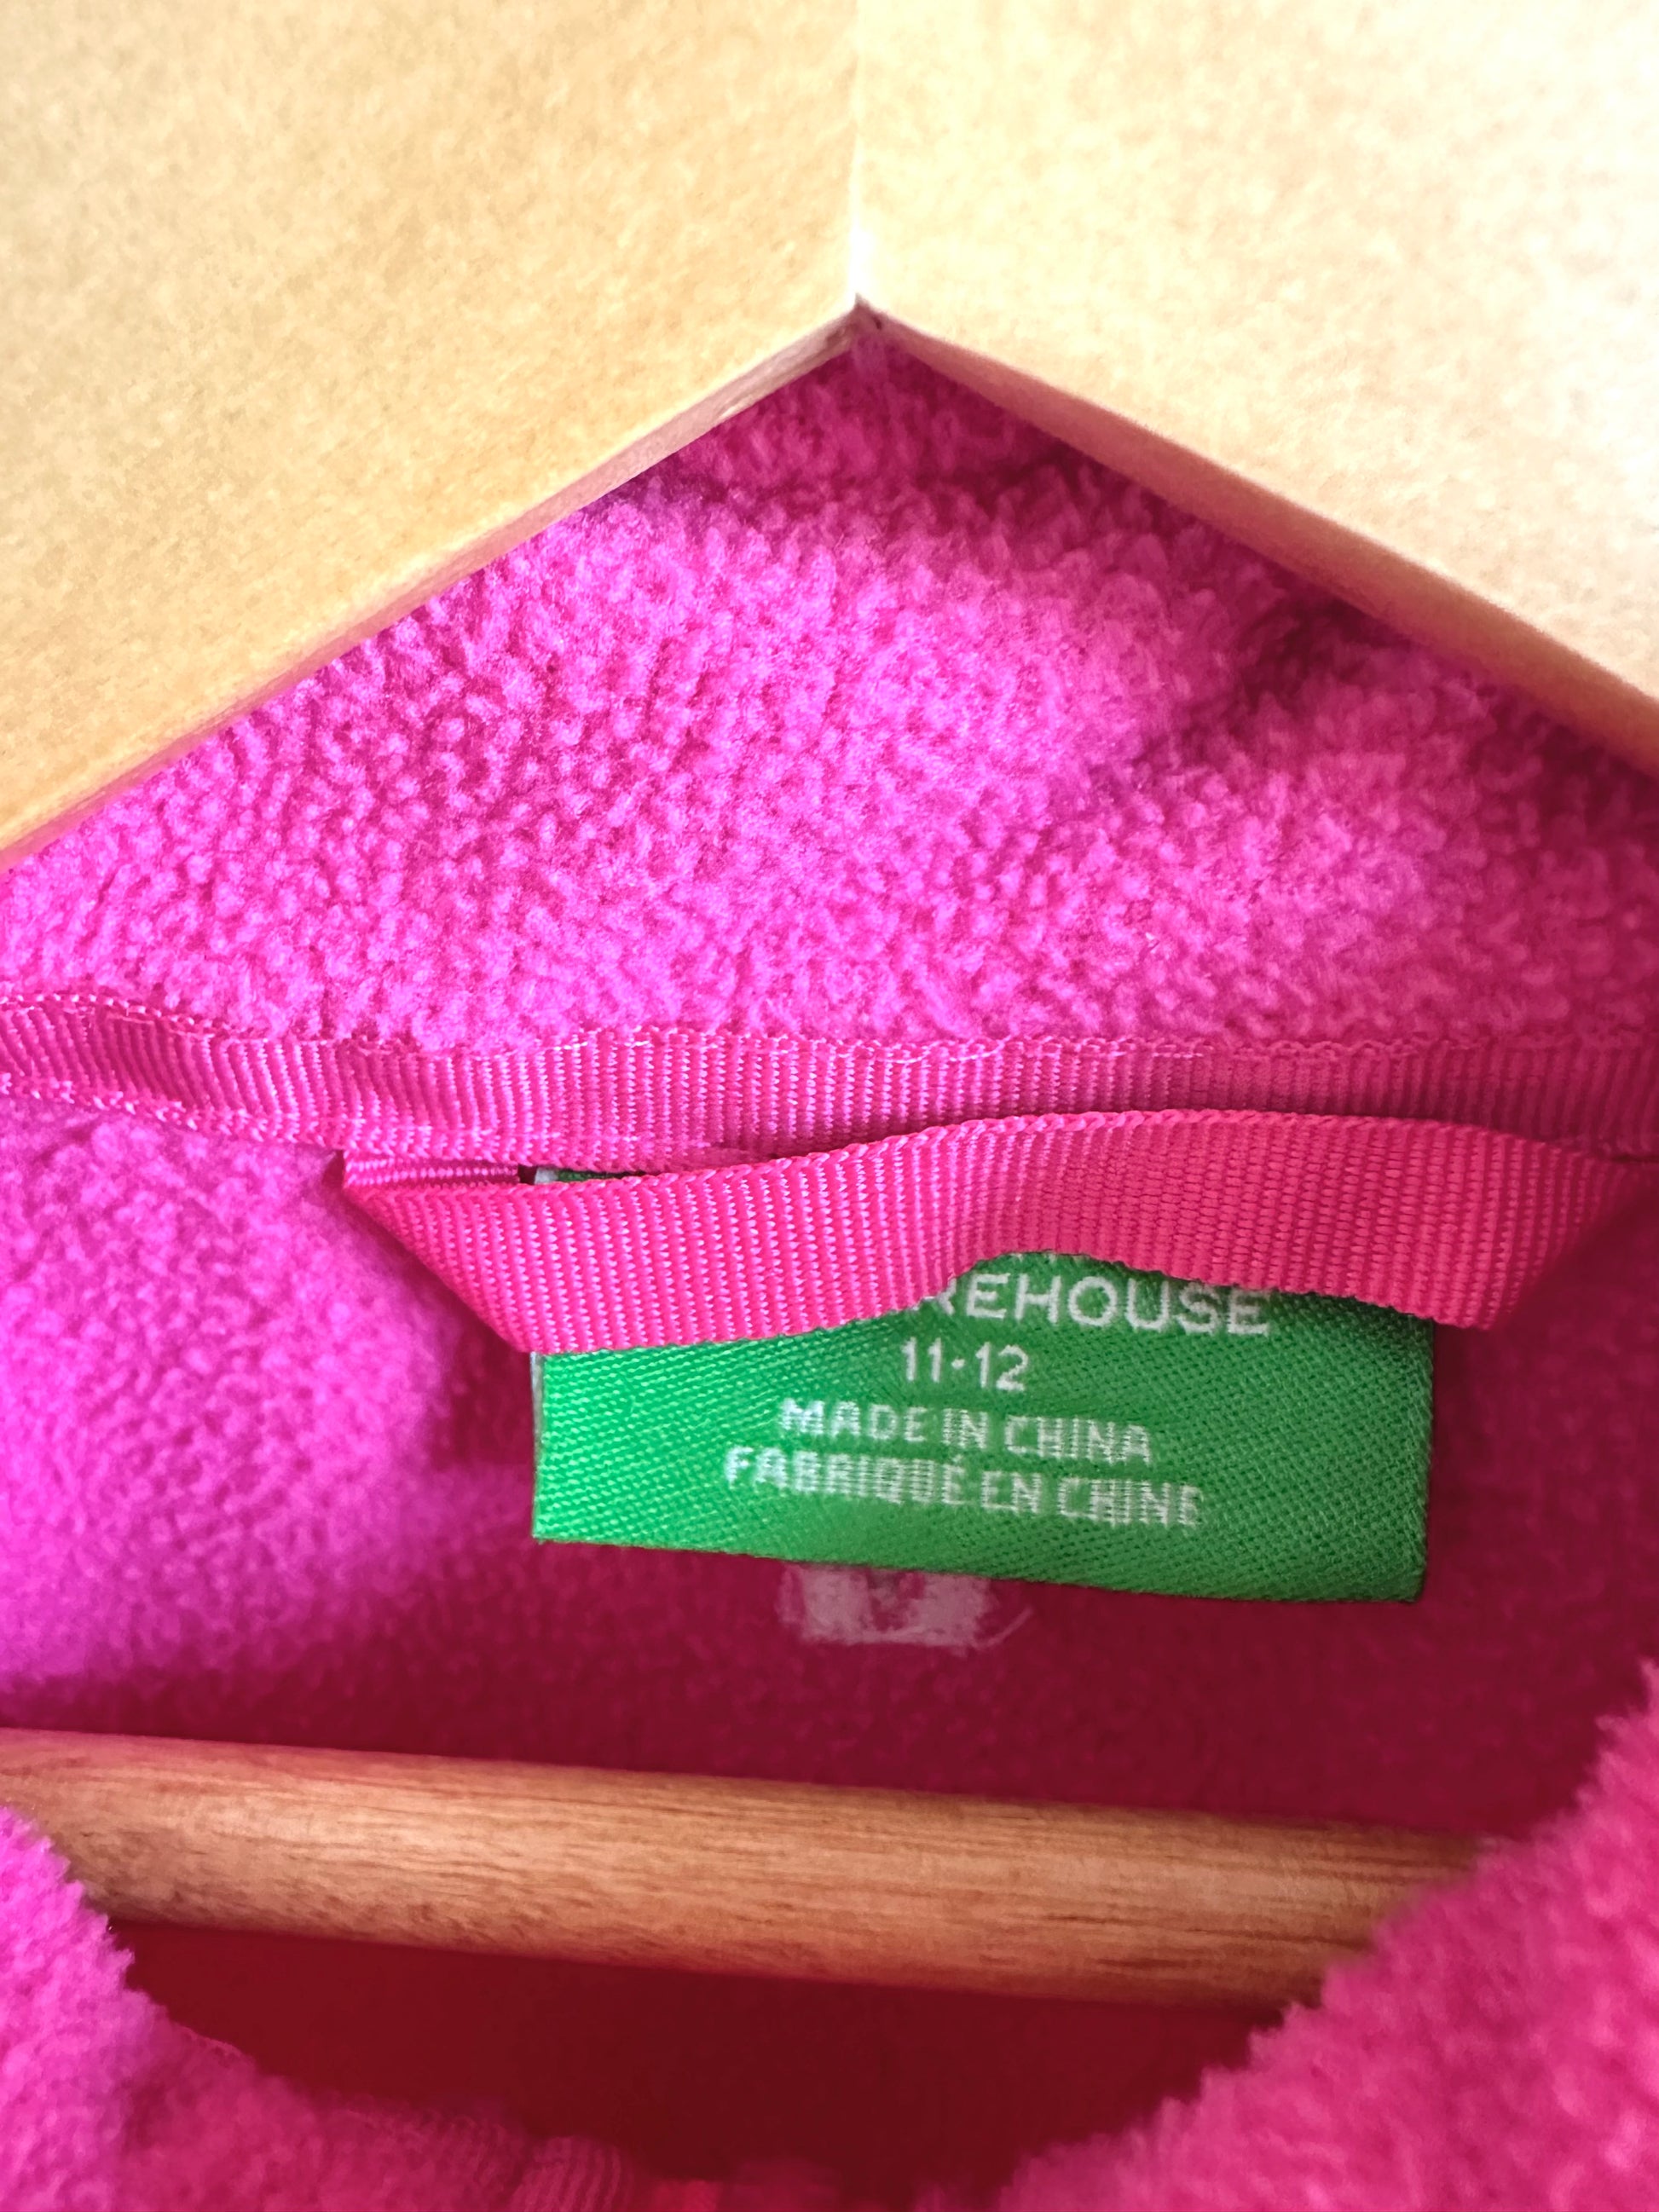 REHOUSE
11-12
MADE IN CHINA
FABRIQUÉ EN CHINE